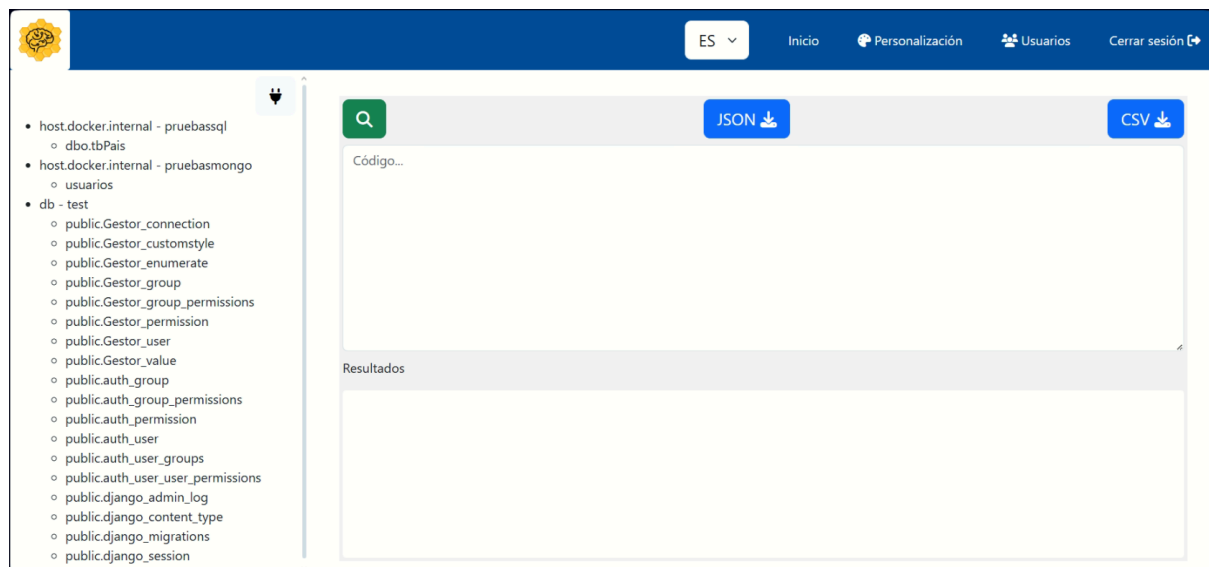 ES
Inicio
Personalización
Usuarios
Cerrar sesión
host.docker.internal - pruebassql
dbo.tbPais
host.docker.internal - pruebasmongo
usuarios
db - test
public.Gestor_connection
public.Gestor_customstyle
public.Gestor_enumerate
public.Gestor_group
public.Gestor_group_permissions
public.Gestor_permission
public.Gestor_user
public.Gestor_value
public.auth_group
public.auth_group_permissions
public.auth_permission
public.auth_user
public.auth_user_groups
public.auth_user_user_permissions
public.django_admin_log
public.django_content_type
public.django_migrations
public.django_session
JSON
CSV
Código...
Resultados